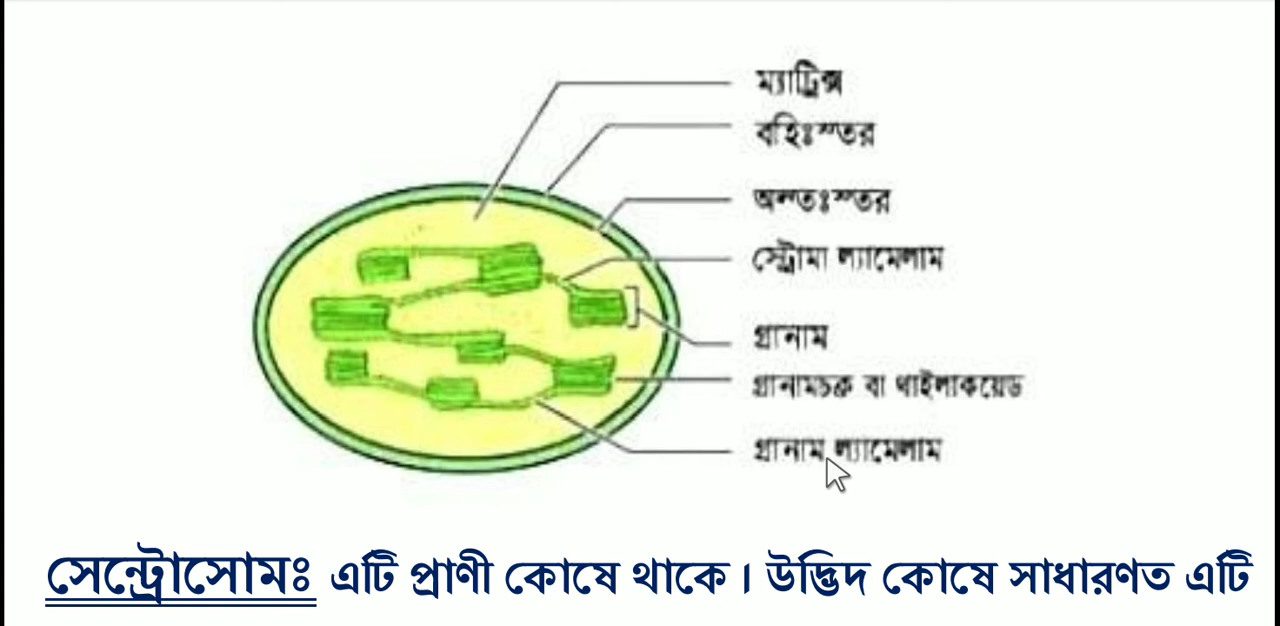 ম্যাট্রিক্স
বহিঃস্তর
অন্তঃস্তর
স্ট্রোমা ল্যামেলাম
গ্রানাম
গ্রানামচক্র বা থাইলাকয়েড
গ্রানাম ল্যামেলাম
সেন্ট্রোসোমঃ এটি প্রাণী কোষে থাকে। উদ্ভিদ কোষে সাধারণত এটি